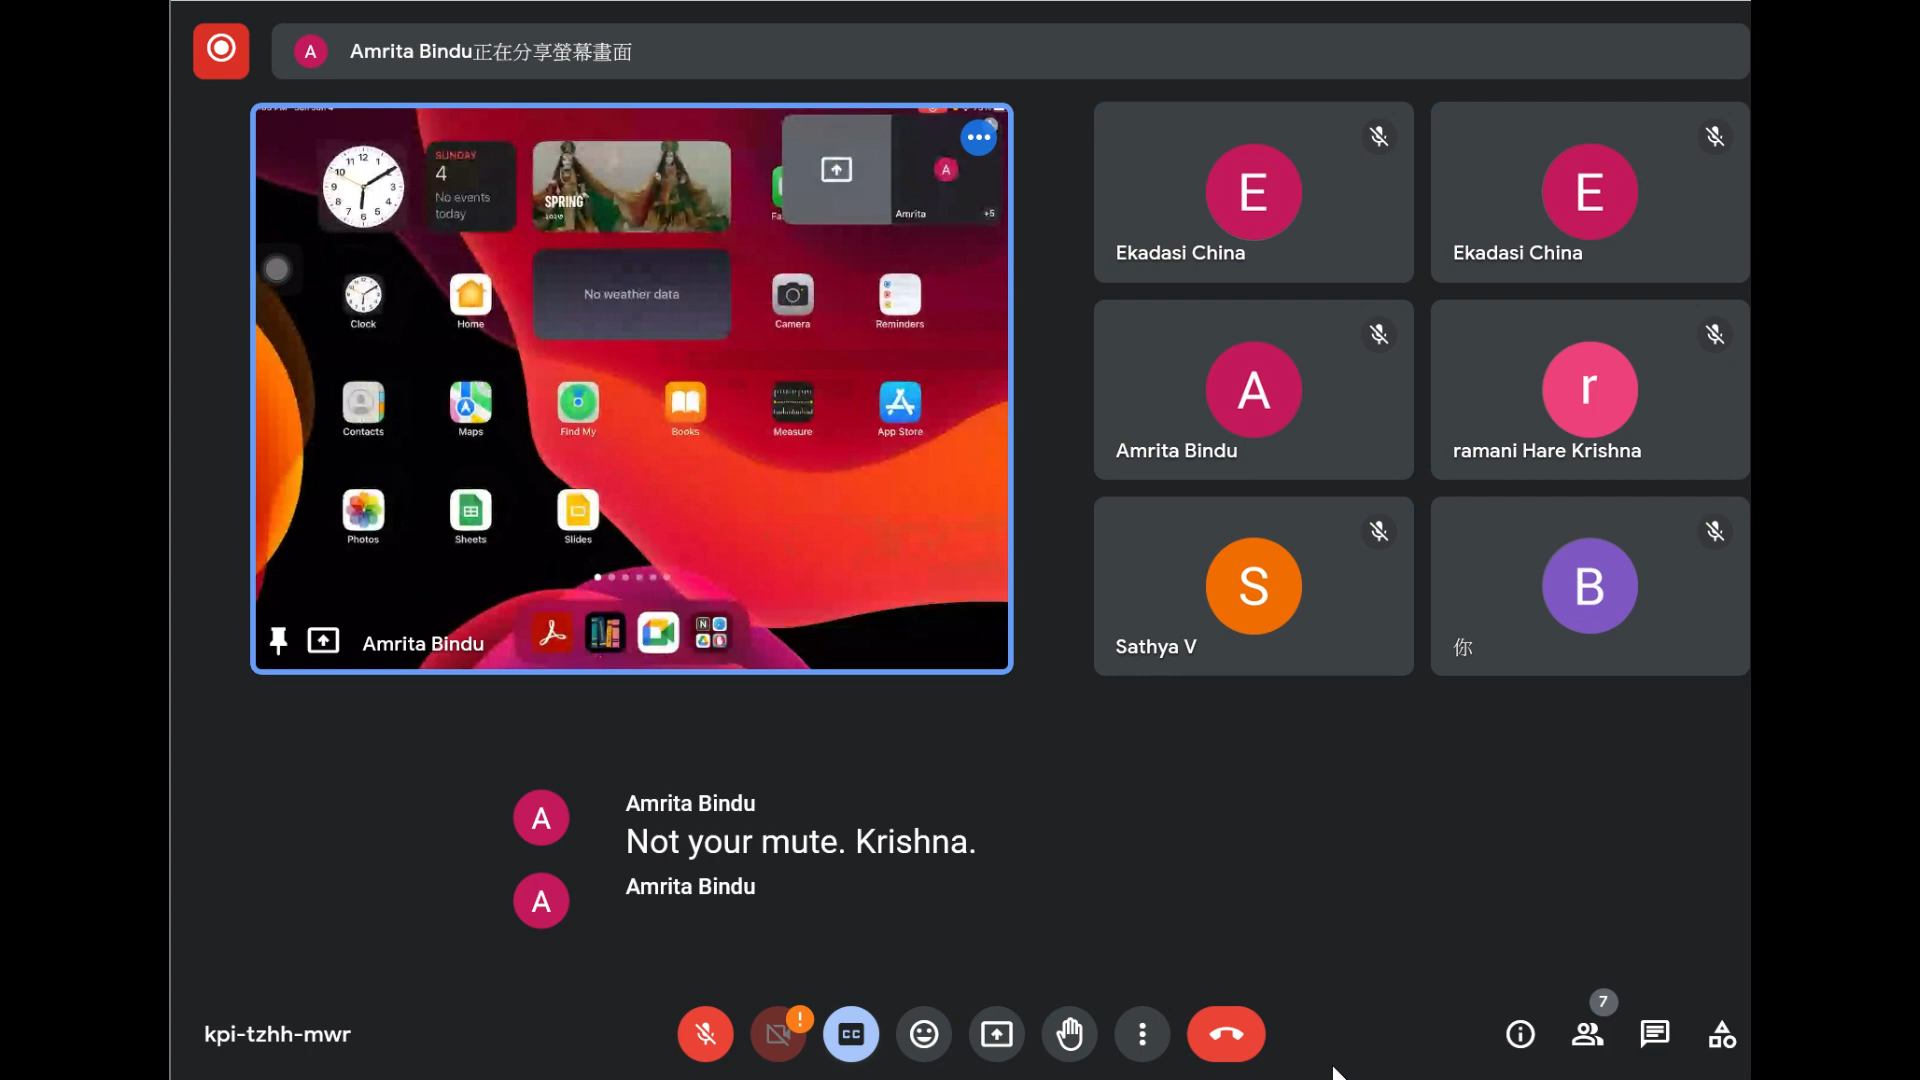 A
Amrita Bindu正在分享螢幕畫面
SUNDAY
4
No events
today
SPRING
A
Amrita
+5
No weather data
Clock
Home
Camera
Reminders
Contacts
Maps
Find My
Books
Measure
App Store
Photos
Sheets
Slides
Amrita Bindu
E
Ekadasi China
E
Ekadasi China
A
Amrita Bindu
r
ramani Hare Krishna
S
Sathya V
B
你
A
Amrita Bindu
Not your mute. Krishna.
A
Amrita Bindu
kpi-tzhh-mwr
!
CC
7